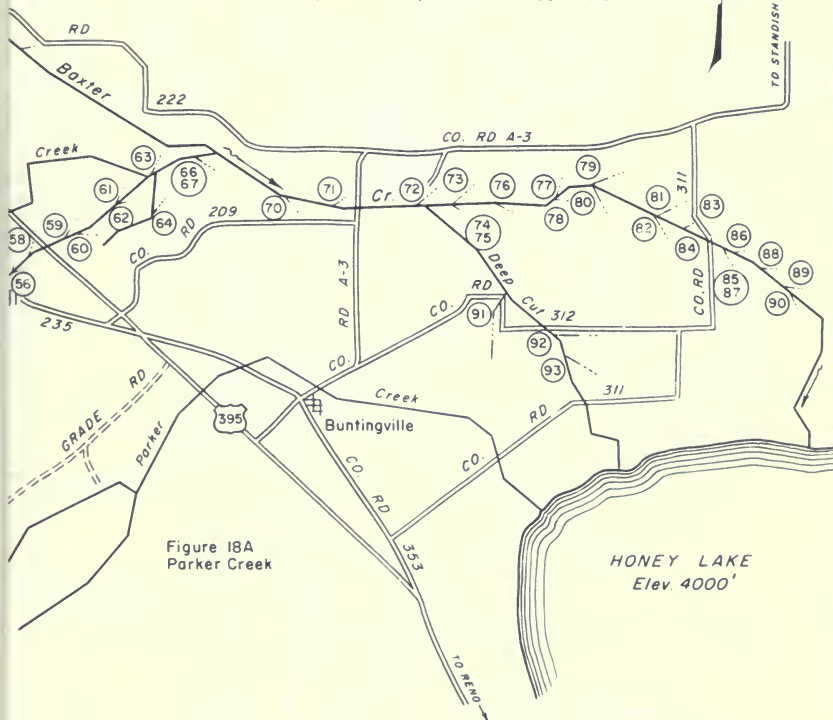 RD
TO STANDISH
Baxter
222
CO. RD A-3
Creek
63
66
67
61
62
64
59
60
58
56
209
CO. RD
235
70
71
Cr.
72
73
76
77
78
79
80
81
82
83
84
86
85
87
88
89
90
311
CO. RD
74
75
Deep
Cut
RD A-3
CO. RD
312
91
92
93
311
CO. RD
GRADE RD
Parker
Creek
395
Buntingville
CO. RD
353
Figure 18A
Parker Creek
HONEY LAKE
Elev. 4000'
TO RENO